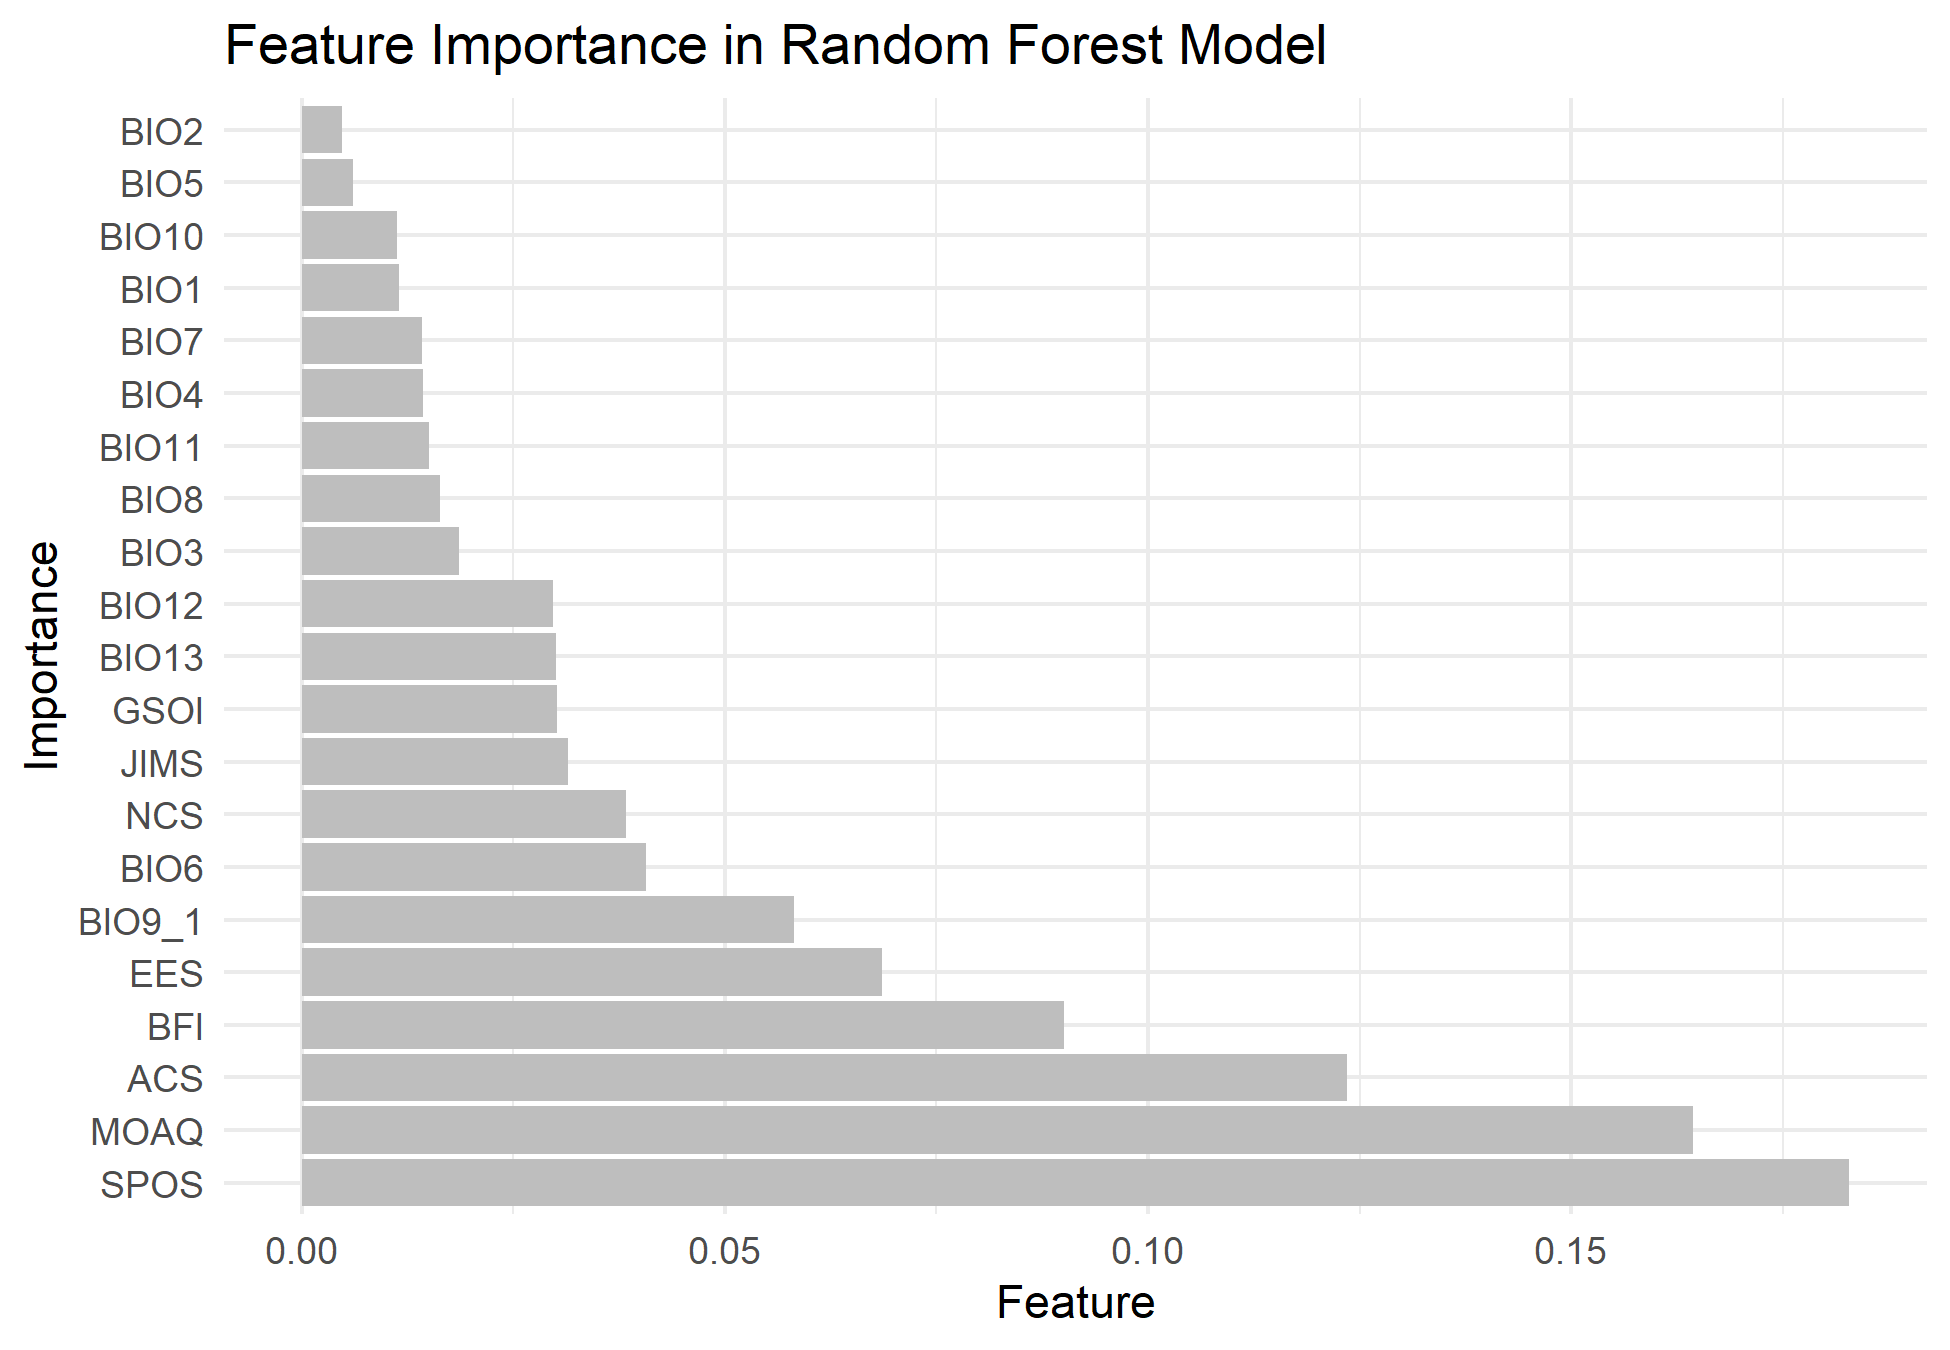 Feature Importance in Random Forest Model
Importance
BIO2
BIO5
BIO10
BIO1
BIO7
BIO4
BIO11
BIO8
BIO3
BIO12
BIO13
GSOI
JIMS
NCS
BIO6
BIO9_1
EES
BFI
ACS
MOAQ
SPOS
0.00 0.05 0.10 0.15
Feature